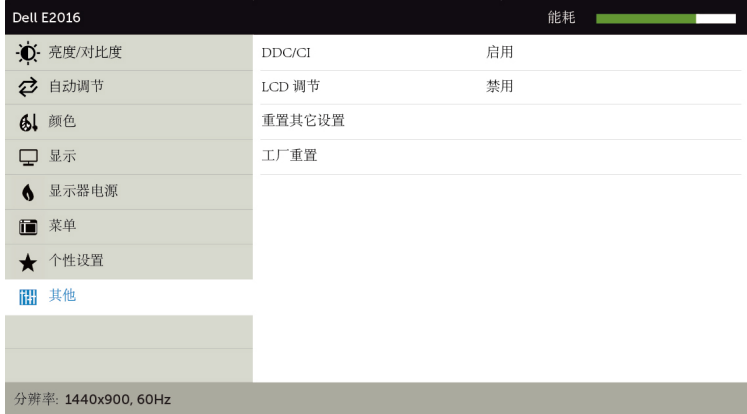 Dell E2016 能耗
亮度/对比度 DDC/CI 启用
自动调节 LCD 调节 禁用
颜色 重置其它设置
显示 工厂重置
显示器电源
菜单
个性设置
其他
分辨率: 1440x900, 60Hz